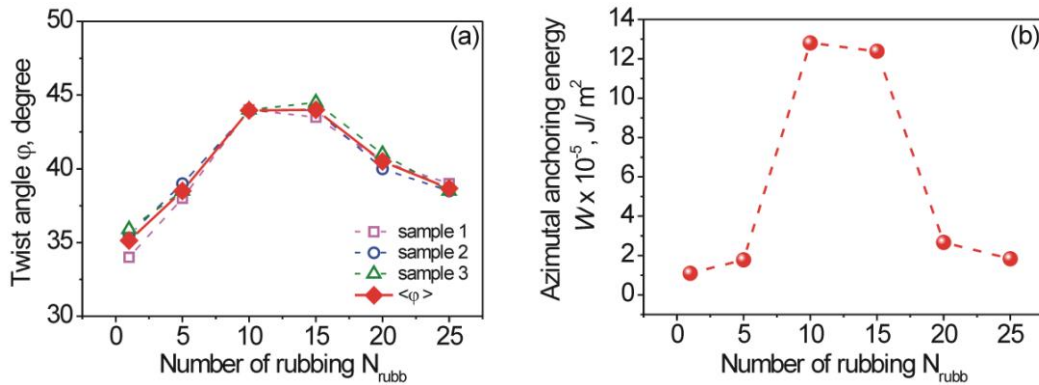 (a)
Twist angle φ, degree
50
45
40
35
30
0 5 10 15 20 25
Number of rubbing N_rubb
sample 1
sample 2
sample 3
<φ>
(b)
Azimutal anchoring energy
W x 10^-5, J/ m^2
14
12
10
8
6
4
2
0
0 5 10 15 20 25
Number of rubbing N_rubb